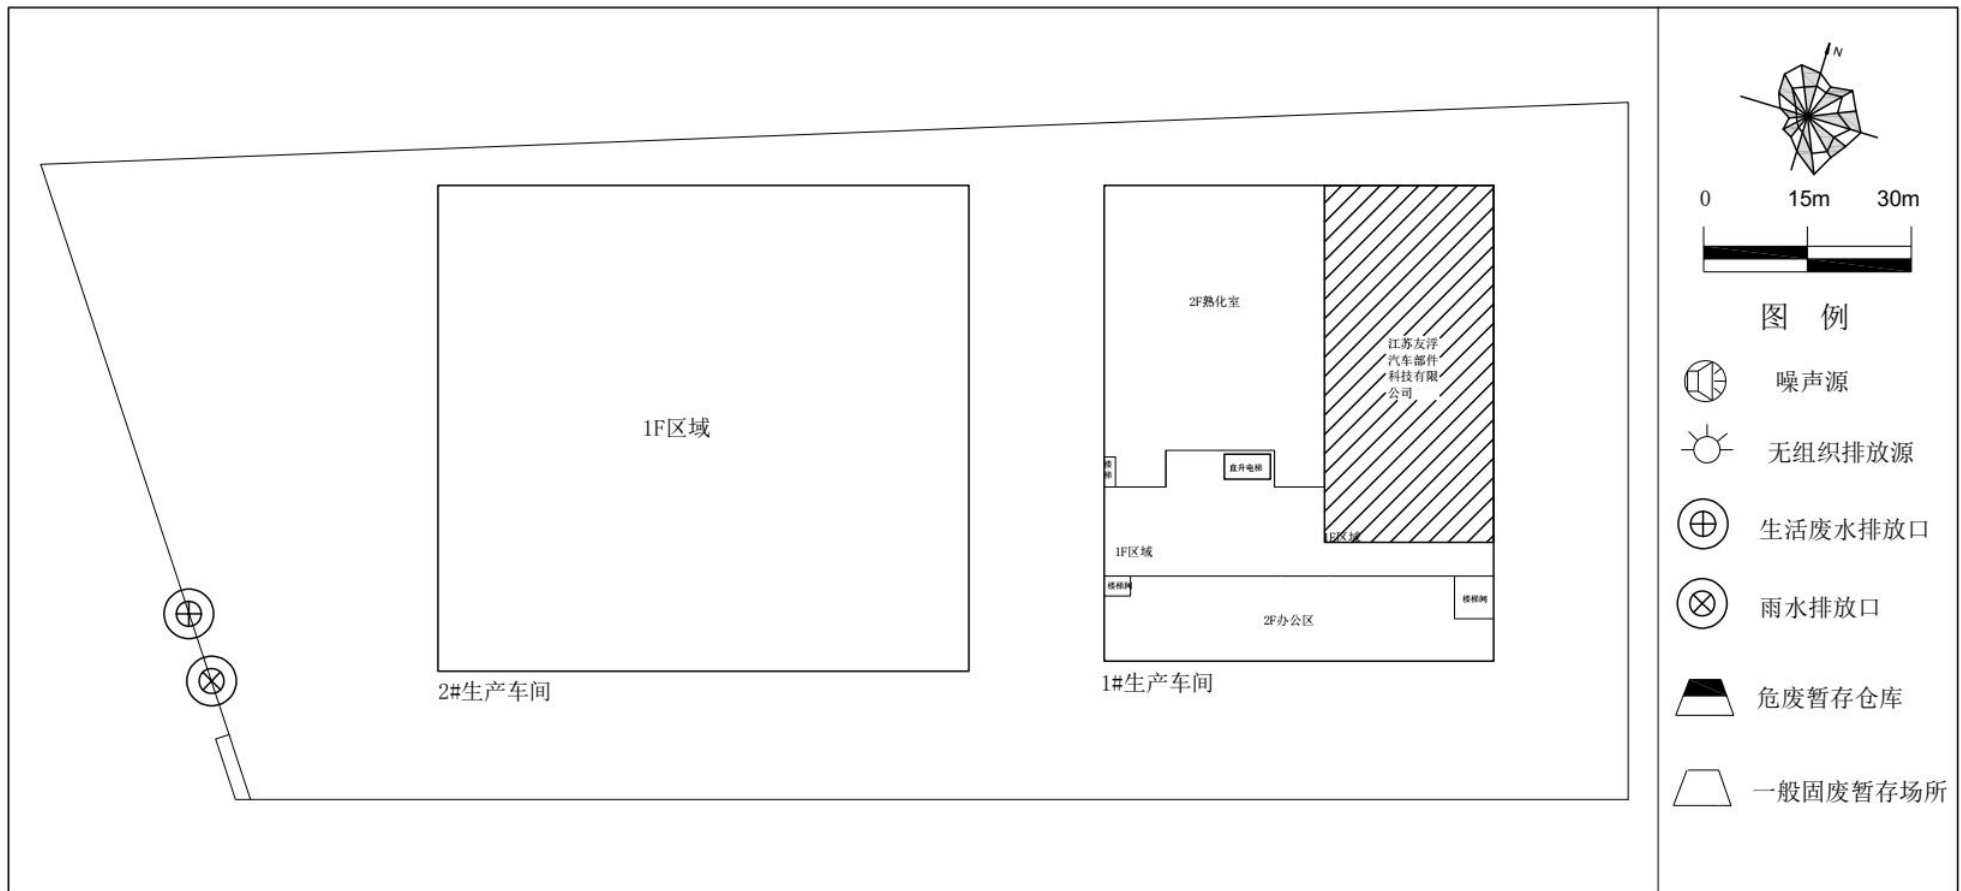 N
0 15m 30m
图 例
噪声源
无组织排放源
生活废水排放口
雨水排放口
危废暂存仓库
一般固废暂存场所
1F区域
2#生产车间
2F熟化室
江苏友浮
汽车部件
科技有限
公司
楼
梯
直升电梯
1F区域
1F区域
楼梯间
楼梯间
2F办公区
1#生产车间